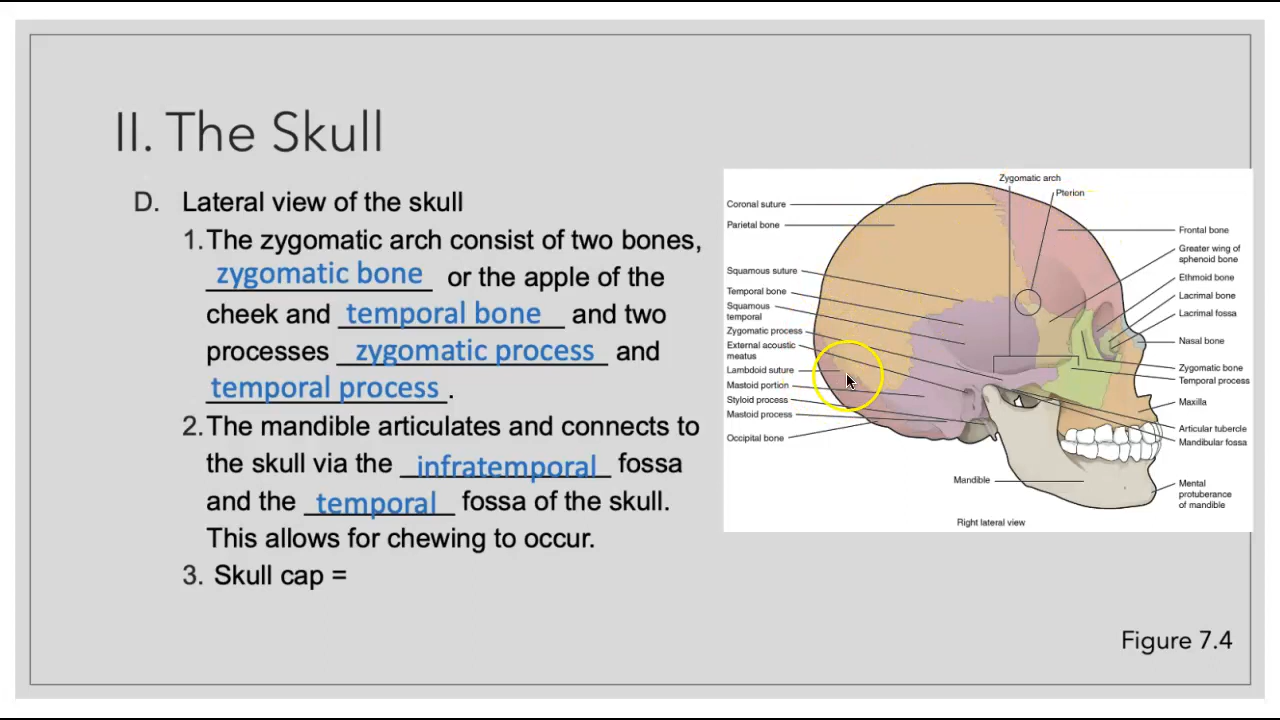 II. The Skull
D. Lateral view of the skull
1. The zygomatic arch consist of two bones,
zygomatic bone or the apple of the
cheek and temporal bone and two
processes zygomatic process and
temporal process.
2. The mandible articulates and connects to
the skull via the infratemporal fossa
and the temporal fossa of the skull.
This allows for chewing to occur.
3. Skull cap =
Zygomatic arch
Pterion
Coronal suture
Parietal bone
Squamous suture
Temporal bone
Squamous
temporal
Zygomatic process
External acoustic
meatus
Lambdoid suture
Mastoid portion
Styloid process
Mastoid process
Occipital bone
Frontal bone
Greater wing of
sphenoid bone
Ethmoid bone
Lacrimal bone
Lacrimal fossa
Nasal bone
Zygomatic bone
Temporal process
Maxilla
Articular tubercle
Mandibular fossa
Mandible
Mental
protuberance
of mandible
Right lateral view
Figure 7.4